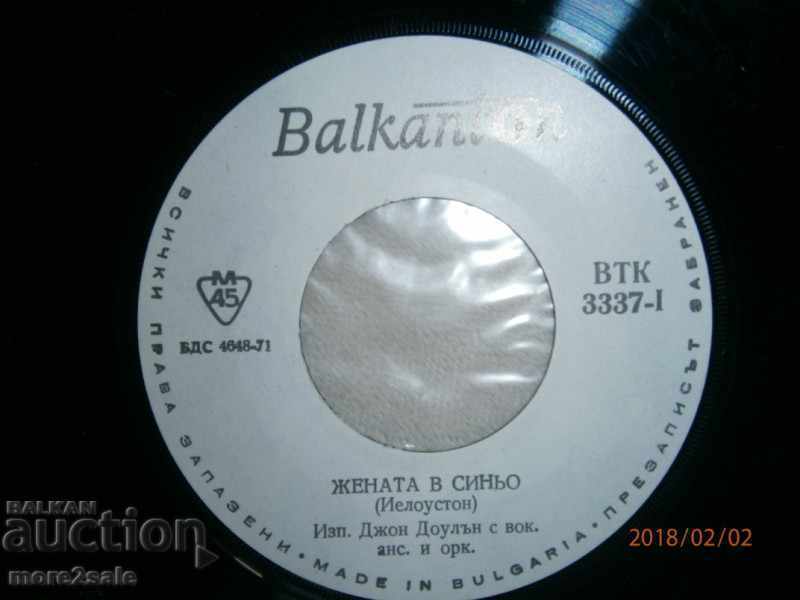 Balkanton
ВСИЧКИ ПРАВА ЗАПАЗЕНИ • MADE IN BULGARIA • ПРЕЗАПИСЪТ ЗАБРАНЕН
М
45
БДС 4648-71
ВТК
3337-I
ЖЕНАТА В СИНЬО
(Иелоустон)
Изп. Джон Доулън с вок.
анс. и орк.
BALKAN
auction
more2sale
2018/02/02